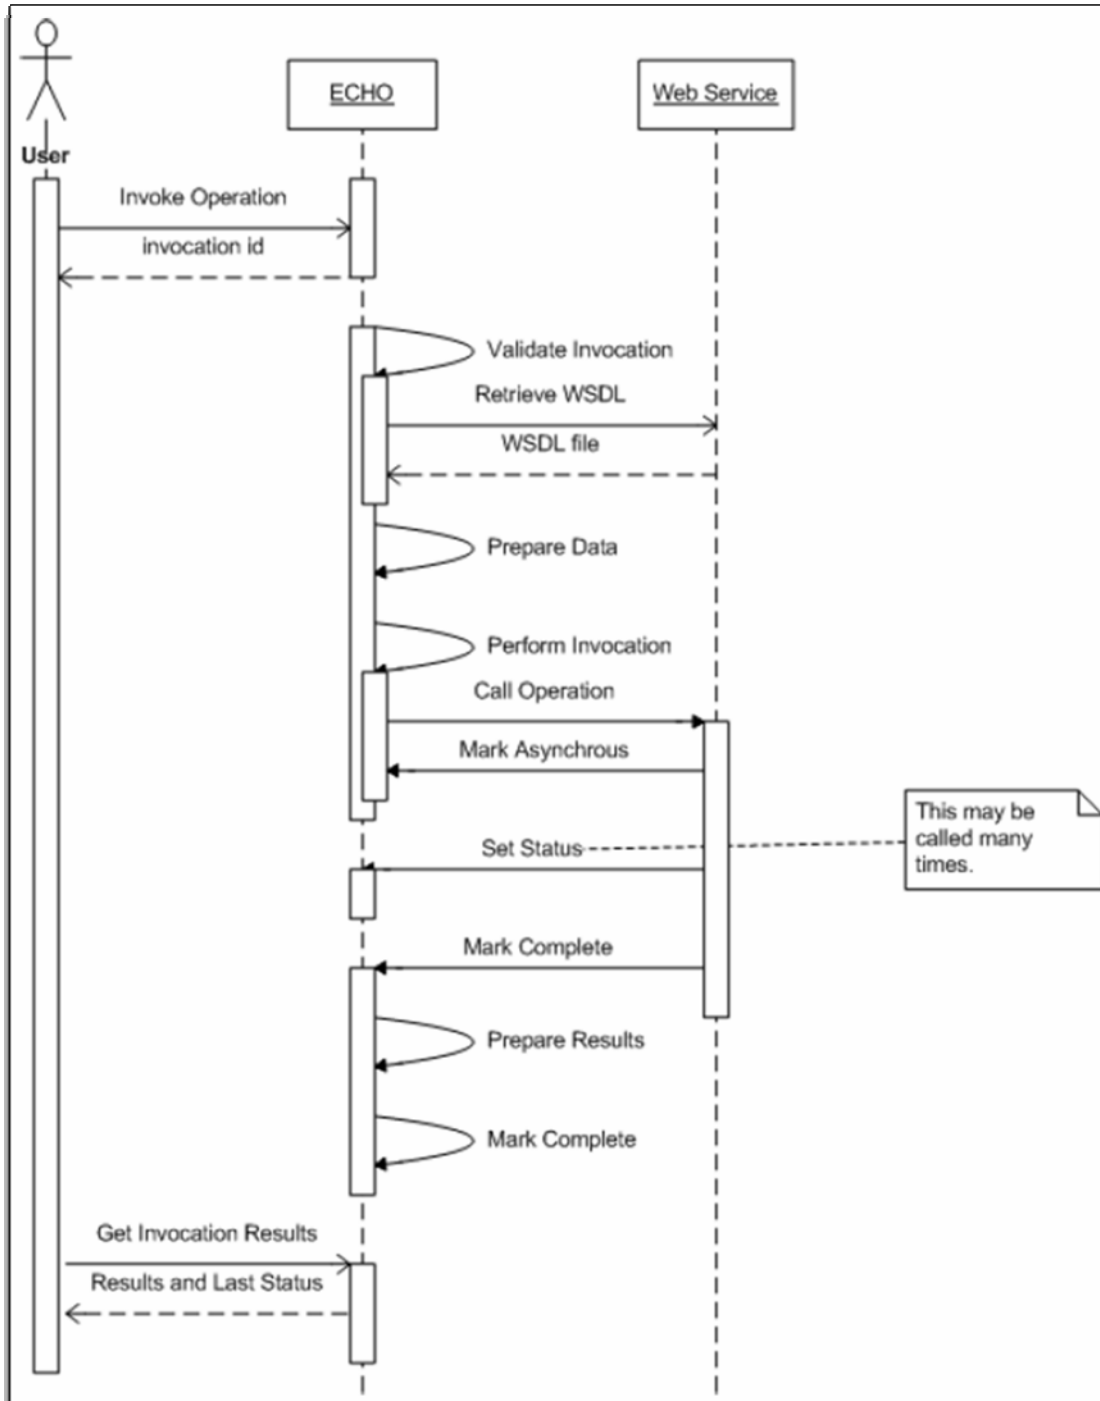 ECHO
Web Service
User
Invoke Operation
invocation id
Validate Invocation
Retrieve WSDL
WSDL file
Prepare Data
Perform Invocation
Call Operation
Mark Asynchrous
This may be
called many
times.
Set Status
Mark Complete
Prepare Results
Mark Complete
Get Invocation Results
Results and Last Status